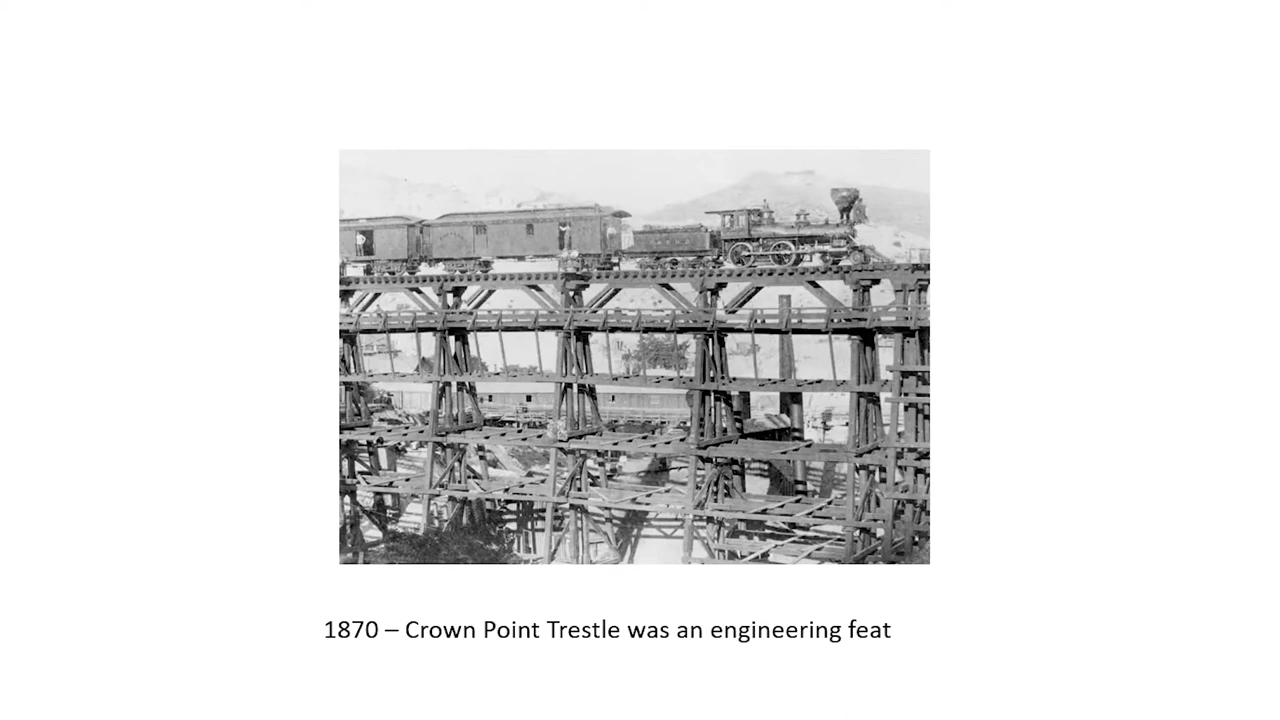 1870 – Crown Point Trestle was an engineering feat